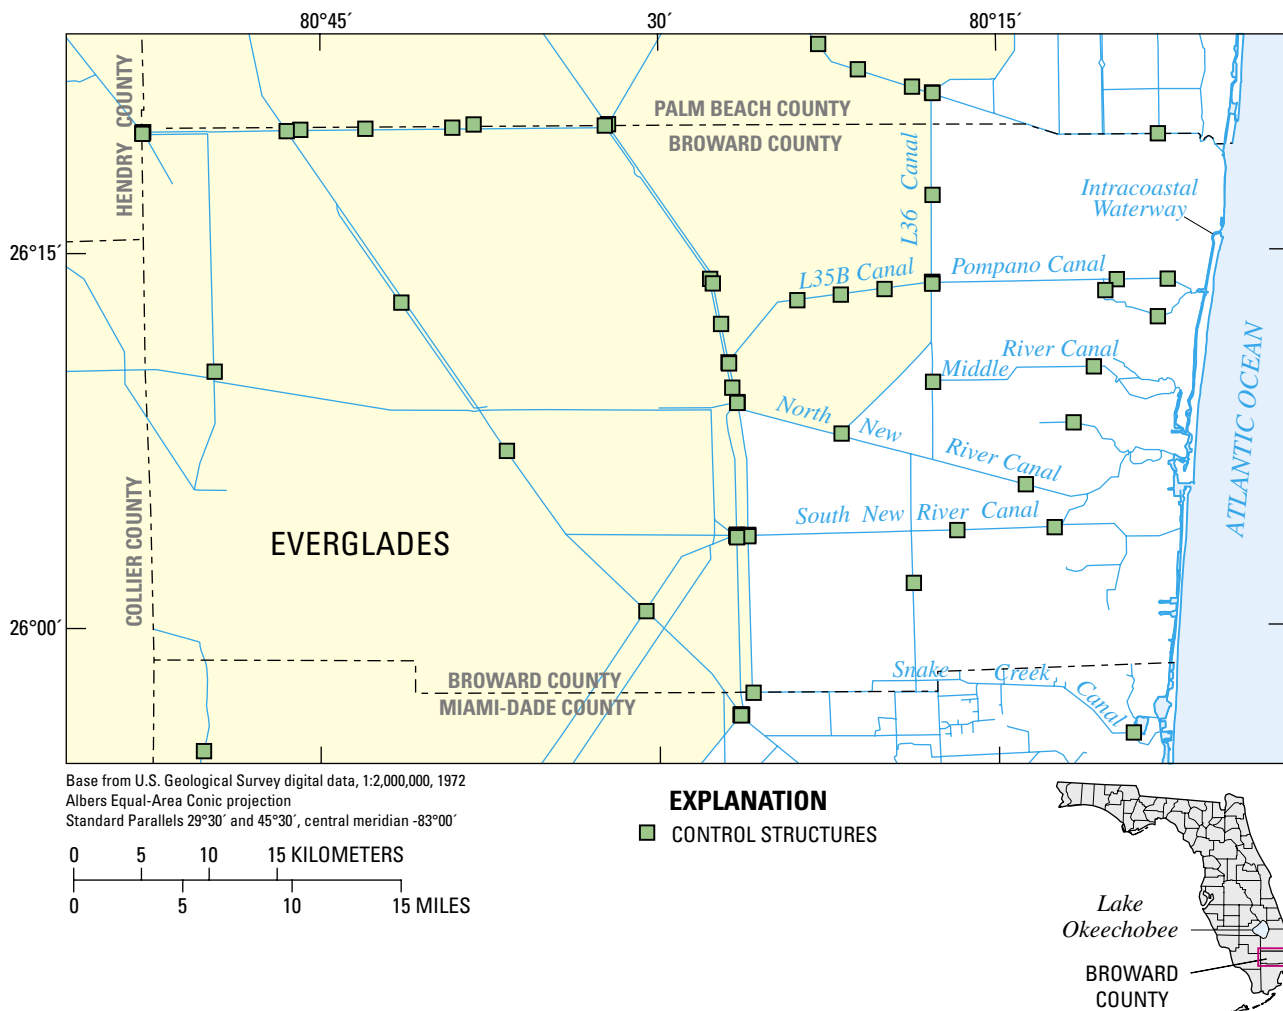 80°45´
30´
80°15´
HENDRY COUNTY
PALM BEACH COUNTY
BROWARD COUNTY
L36 Canal
Intracoastal
Waterway
26°15´
L35B Canal
Pompano Canal
River Canal
Middle
North New
River Canal
ATLANTIC OCEAN
South New River Canal
EVERGLADES
COLLIER COUNTY
26°00´
Snake Creek
Canal
BROWARD COUNTY
MIAMI-DADE COUNTY
Base from U.S. Geological Survey digital data, 1:2,000,000, 1972
Albers Equal-Area Conic projection
Standard Parallels 29°30´ and 45°30´, central meridian -83°00´
0 5 10 15 KILOMETERS
0 5 10 15 MILES
EXPLANATION
CONTROL STRUCTURES
Lake
Okeechobee
BROWARD
COUNTY